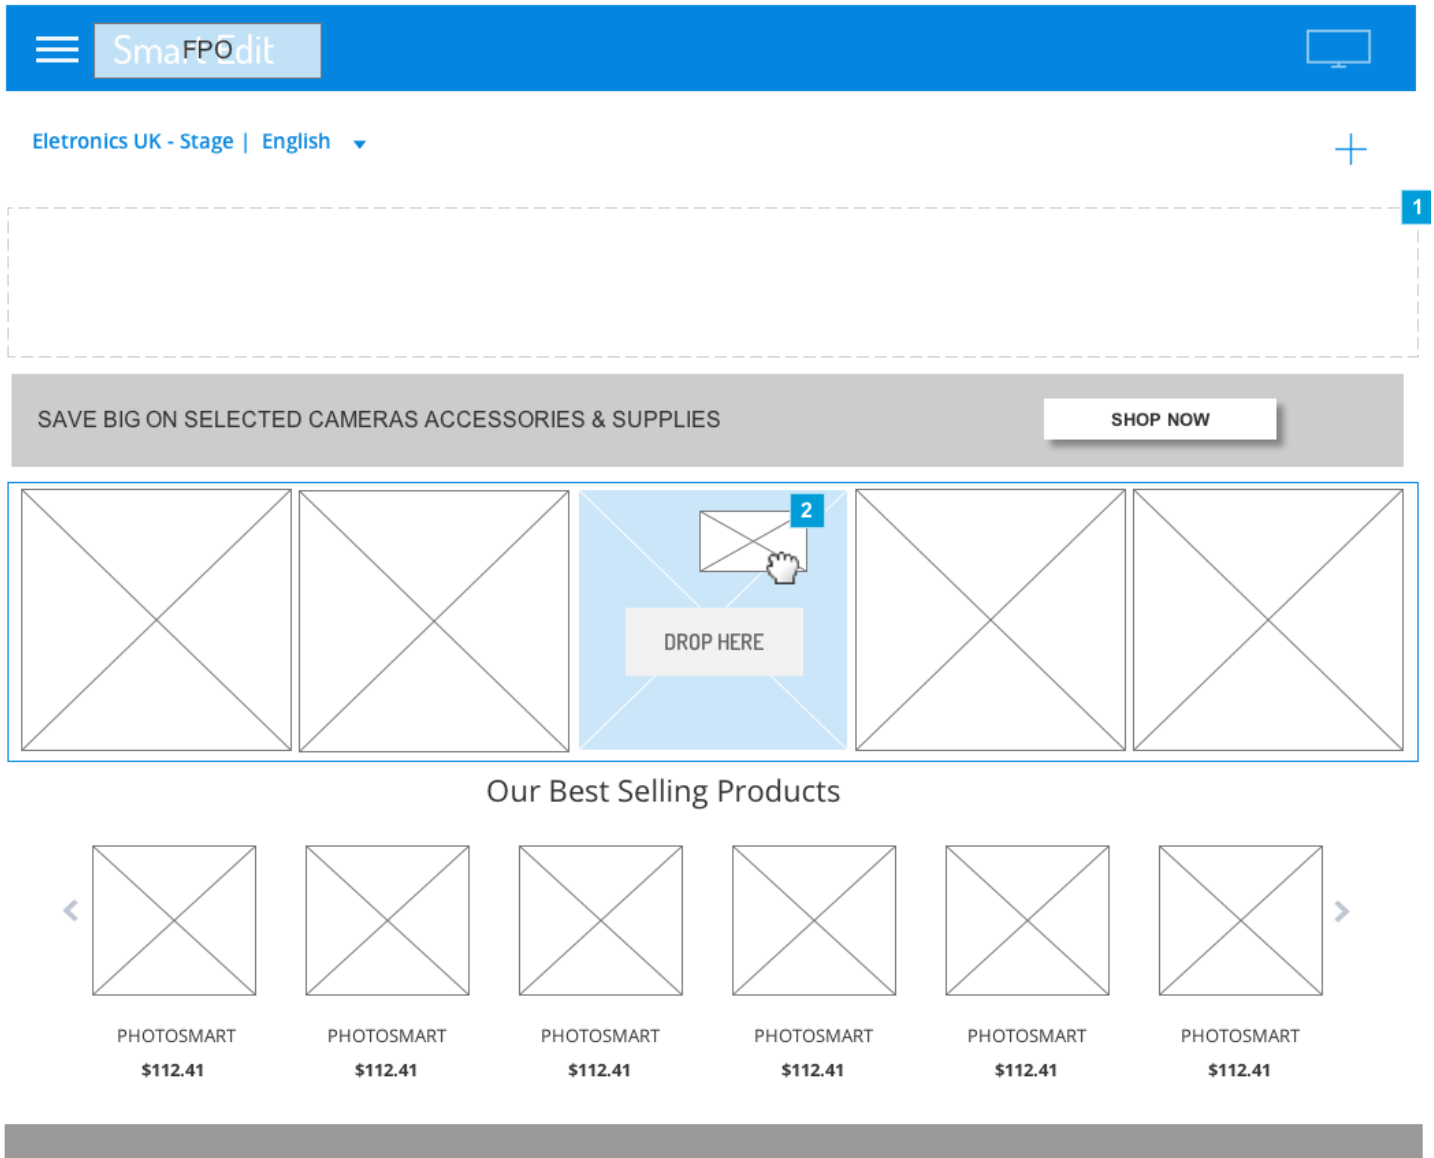 Smart Edit
FPO
Eletronics UK - Stage | English
1
SAVE BIG ON SELECTED CAMERAS ACCESSORIES & SUPPLIES
SHOP NOW
2
DROP HERE
Our Best Selling Products
PHOTOSMART PHOTOSMART PHOTOSMART PHOTOSMART PHOTOSMART PHOTOSMART
$112.41 $112.41 $112.41 $112.41 $112.41 $112.41